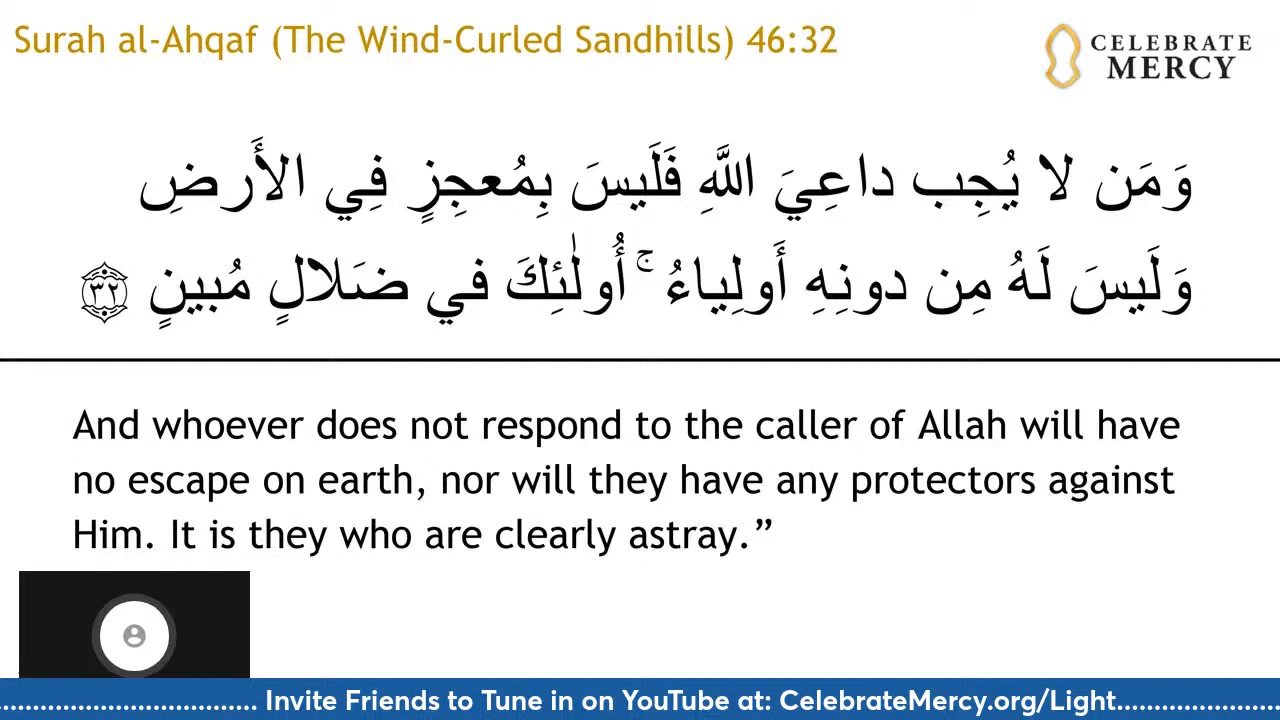 Surah al-Ahqaf (The Wind-Curled Sandhills) 46:32
CELEBRATE
MERCY
وَمَن لا يُجِب داعِيَ اللَّهِ فَلَيسَ بِمُعجِزٍ فِي الأَرضِ
وَلَيسَ لَهُ مِن دونِهِ أَولِياءُ ۚ أُولٰئِكَ في ضَلالٍ مُبينٍ ﴿٣٢﴾
And whoever does not respond to the caller of Allah will have
no escape on earth, nor will they have any protectors against
Him. It is they who are clearly astray.”
.................................. Invite Friends to Tune in on YouTube at: CelebrateMercy.org/Light......................